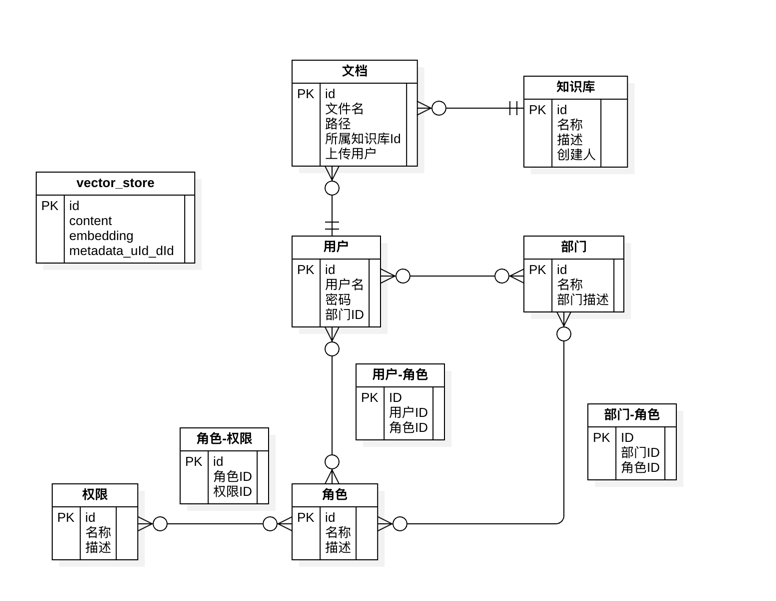 文档
PK id
文件名
路径
所属知识库Id
上传用户
知识库
PK id
名称
描述
创建人
vector_store
PK id
content
embedding
metadata_uId_dId
用户
PK id
用户名
密码
部门ID
部门
PK id
名称
部门描述
用户-角色
PK ID
用户ID
角色ID
部门-角色
PK ID
部门ID
角色ID
角色-权限
PK id
角色ID
权限ID
权限
PK id
名称
描述
角色
PK id
名称
描述